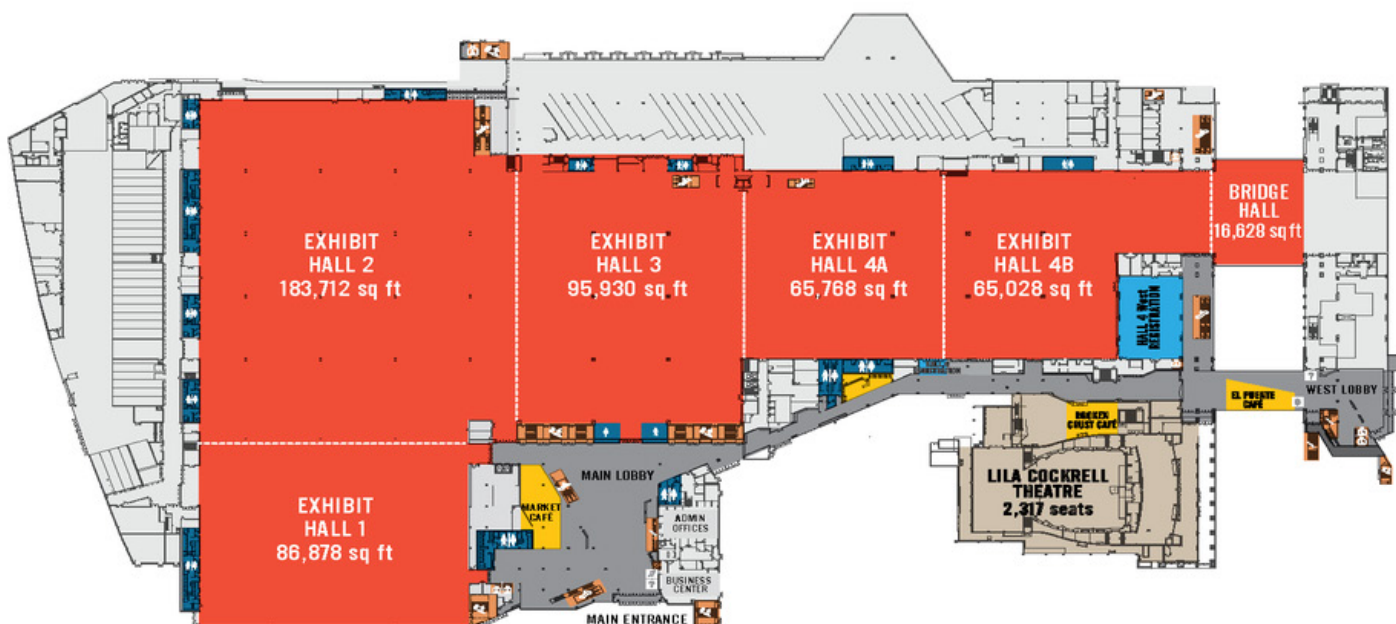 EXHIBIT
HALL 2
183,712 sq ft
EXHIBIT
HALL 3
95,930 sq ft
EXHIBIT
HALL 4A
65,768 sq ft
EXHIBIT
HALL 4B
65,028 sq ft
BRIDGE
HALL
16,628 sq ft
HALL 4 West
REGISTRATION
WEST LOBBY
EL PUENTE
CAFÉ
BROKEN
CRUST CAFÉ
LILA COCKRELL
THEATRE
2,317 seats
EXHIBIT
HALL 1
86,878 sq ft
MAIN LOBBY
MARKET
CAFÉ
ADMIN
OFFICES
BUSINESS
CENTER
MAIN ENTRANCE